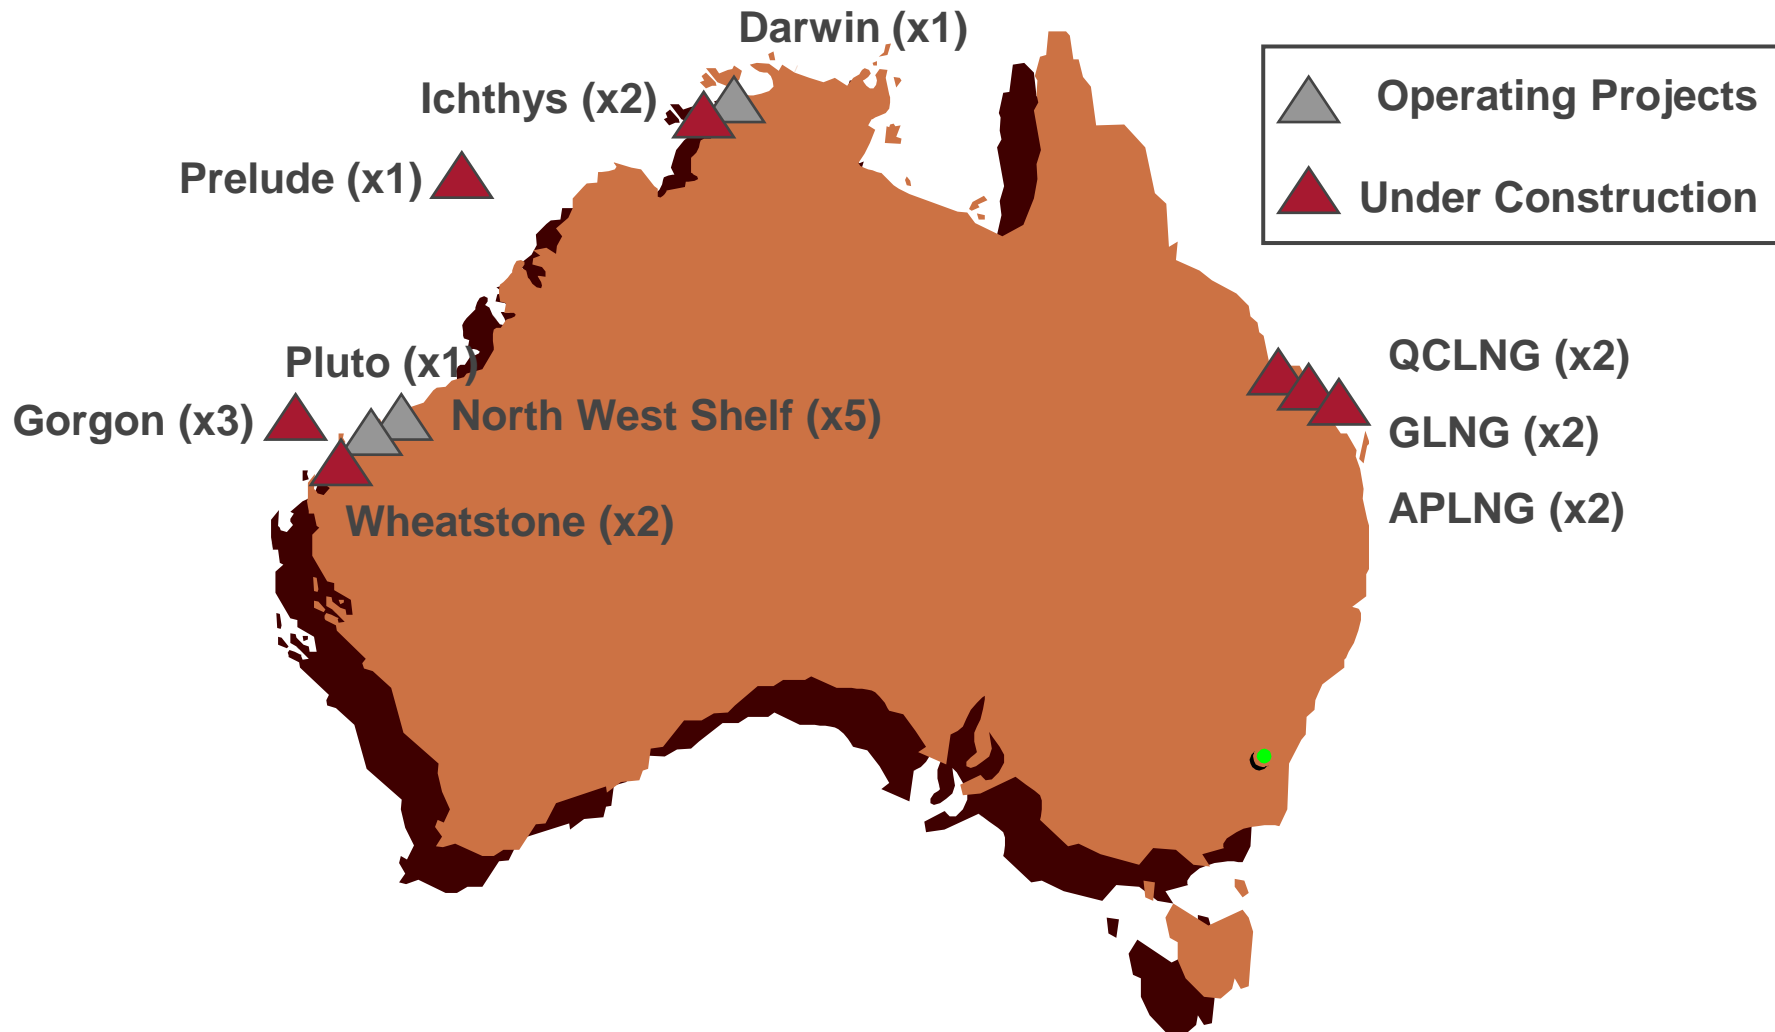 Darwin (x1)
Ichthys (x2)
Prelude (x1)
Operating Projects
Under Construction
Pluto (x1)
Gorgon (x3)
North West Shelf (x5)
Wheatstone (x2)
QCLNG (x2)
GLNG (x2)
APLNG (x2)